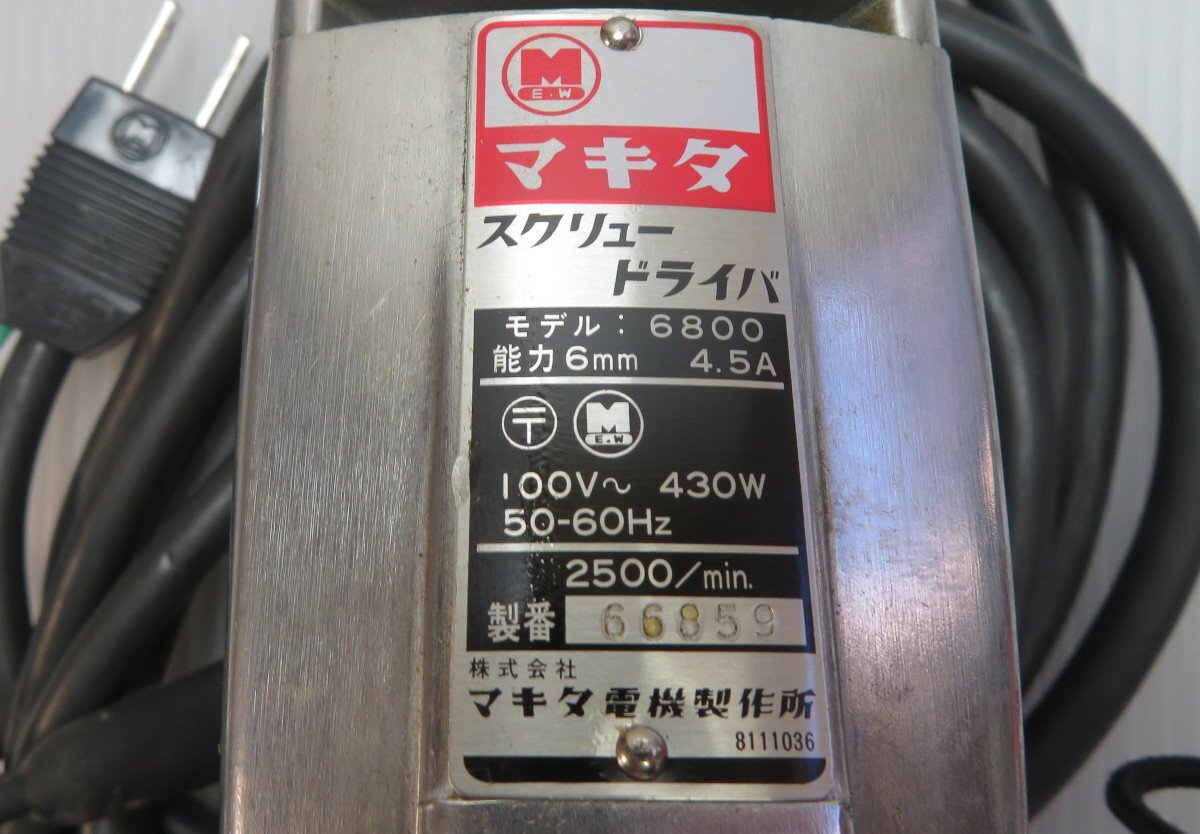 M
E.W
マキタ
スクリュー
ドライバ
モデル: 6800
能力6mm 4.5A
〒 M
E.W
100V～ 430W
50-60Hz
2500/min.
製番 66859
株式会社
マキタ電機製作所
8111036
M